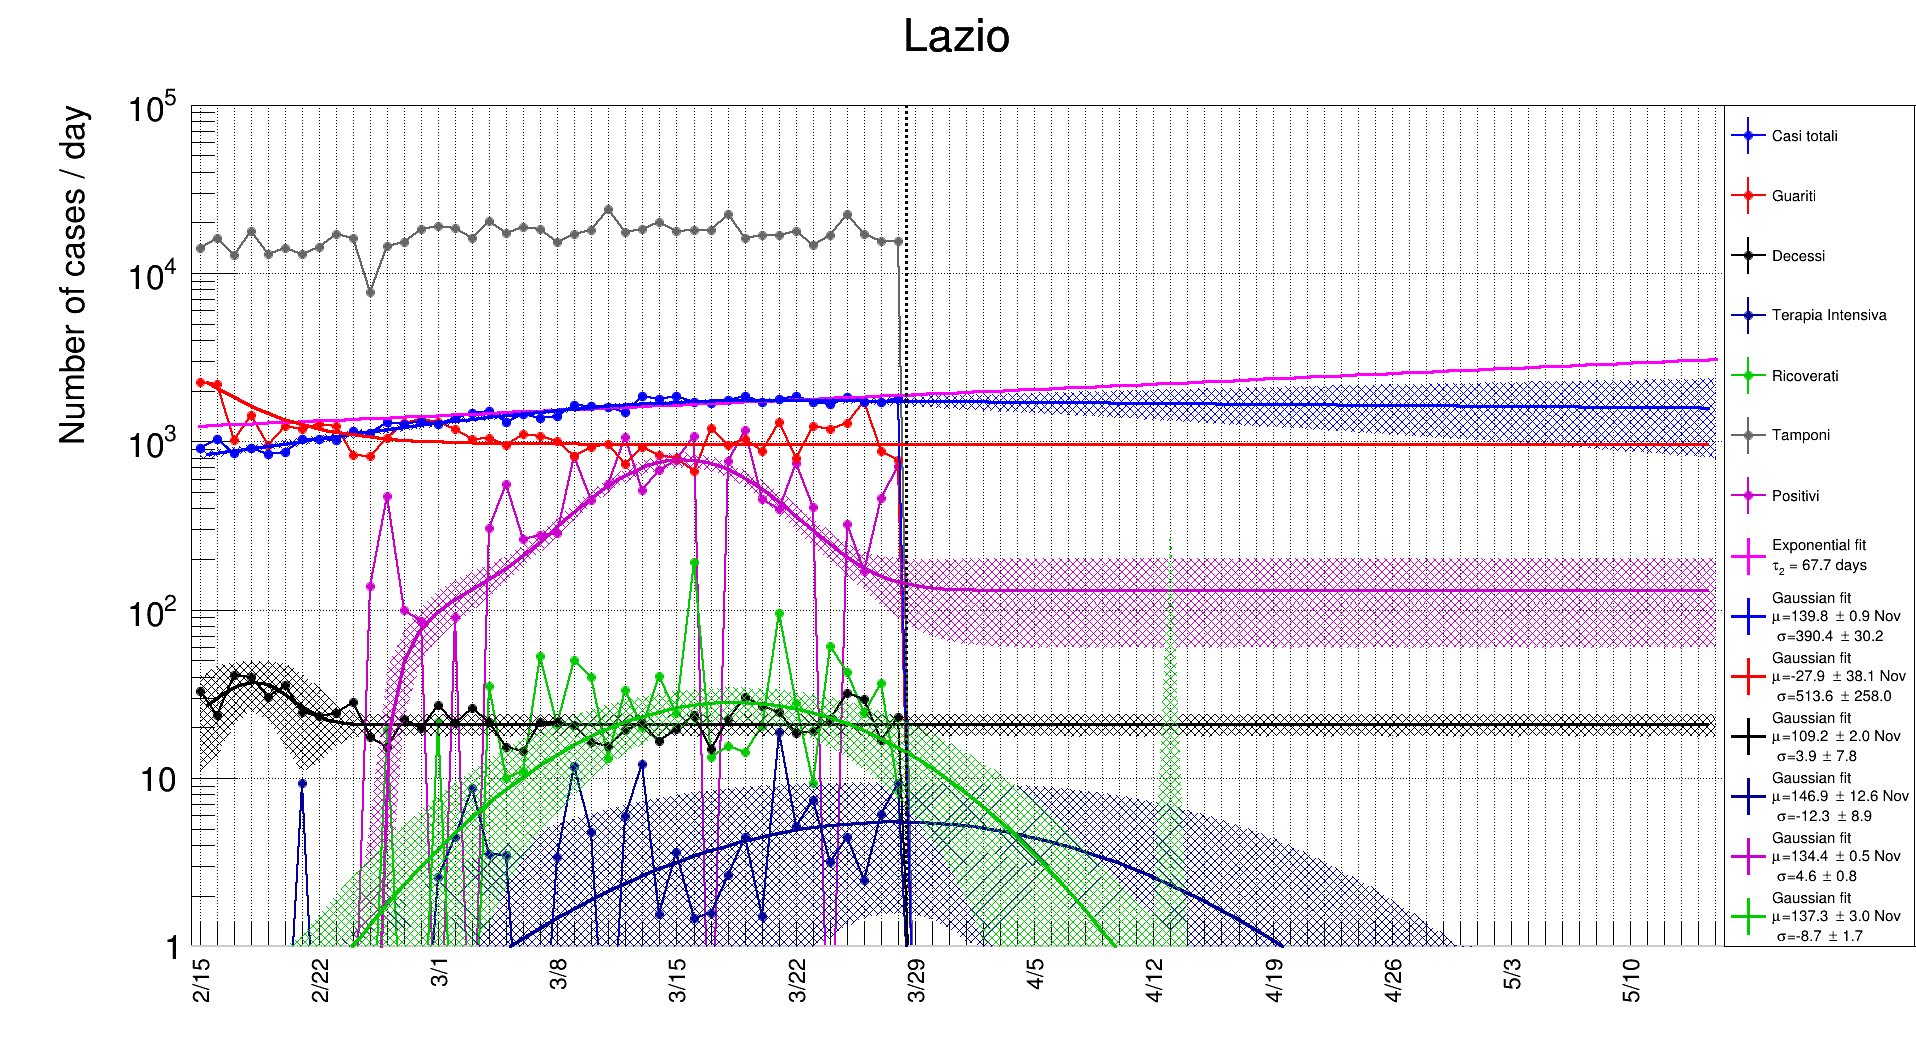 Lazio
Number of cases / day
10^5
10^4
10^3
10^2
10
1
2/15
2/22
3/1
3/8
3/15
3/22
3/29
4/5
4/12
4/19
4/26
5/3
5/10
Casi totali
Guariti
Decessi
Terapia Intensiva
Ricoverati
Tamponi
Positivi
Exponential fit
τ₂ = 67.7 days
Gaussian fit
μ=139.8 ± 0.9 Nov
σ=390.4 ± 30.2
Gaussian fit
μ=-27.9 ± 38.1 Nov
σ=513.6 ± 258.0
Gaussian fit
μ=109.2 ± 2.0 Nov
σ=3.9 ± 7.8
Gaussian fit
μ=146.9 ± 12.6 Nov
σ=-12.3 ± 8.9
Gaussian fit
μ=134.4 ± 0.5 Nov
σ=4.6 ± 0.8
Gaussian fit
μ=137.3 ± 3.0 Nov
σ=-8.7 ± 1.7